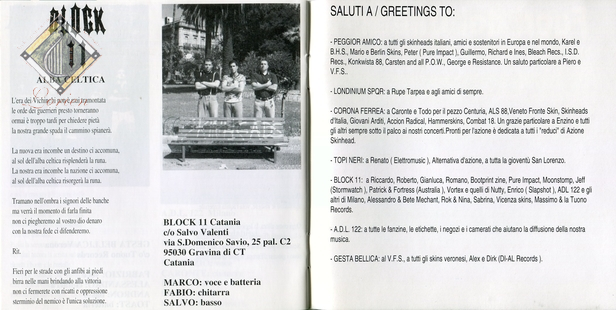 BLOCK
11
ALBA CELTICA
L'era dei Vichinghi non è mai tramontata
le orde dei guerrieri presto torneranno
ormai è troppo tardi per chiedere pietà
la nostra grande spada il cammino spianerà.
La nuova era incombe un destino ci accomuna,
al sol dell'alba celtica risplenderà la runa.
La nostra era incombe la nazione ci accomuna,
al sol dell'alba celtica risorgerà la runa.
Tramano nell'ombra i signori delle banche
ma verrà il momento di farla finita
non ci piegheremo al vostro dio denaro
con la nostra fede ci difenderemo.
Rit.
Fieri per le strade con gli anfibi ai piedi
birra nelle mani brindando alla vittoria
non ci fermerete con ricatti e oppressione
sterminio del nemico è l'unica soluzione.
BLOCK 11 Catania
c/o Salvo Valenti
via S.Domenico Savio, 25 pal. C2
95030 Gravina di CT
Catania
MARCO: voce e batteria
FABIO: chitarra
SALVO: basso
SALUTI A / GREETINGS TO:
- PEGGIOR AMICO: a tutti gli skinheads italiani, amici e sostenitori in Europa e nel mondo, Karel e
B.H.S., Mario e Berlin Skins, Peter ( Pure Impact ), Guillermo, Richard e Ines, Bleach Recs., I.S.D.
Recs., Konkwista 88, Carsten and all P.O.W., George e Resistance. Un saluto particolare a Piero e
V.F.S..
- LONDINIUM SPQR: a Rupe Tarpea e agli amici di sempre.
- CORONA FERREA: a Caronte e Todo per il pezzo Centuria, ALS 88,Veneto Fronte Skin, Skinheads
d'Italia, Giovani Arditi, Accion Radical, Hammerskins, Combat 18. Un grazie particolare a Enzino e tutti
gli altri sempre sotto il palco ai nostri concerti.Pronti per l'azione è dedicata a tutti i "reduci" di Azione
Skinhead.
- TOPI NERI: a Renato ( Elettromusic ), Alternativa d'azione, a tutta la gioventù San Lorenzo.
- BLOCK 11: a Riccardo, Roberto, Gianluca, Romano, Bootprint zine, Pure Impact, Moonstomp, Jeff
(Stormwatch ), Patrick & Fortress (Australia ), Vortex e quelli di Nutty, Enrico ( Slapshot ), ADL 122 e gli
altri di Milano, Alessandro & Bete Mechant, Rok & Nina, Sabrina, Vicenza skins, Massimo & la Tuono
Records.
- A.D.L. 122: a tutte le fanzine, le etichette, i negozi e i camerati che aiutano la diffusione della nostra
musica.
- GESTA BELLICA: al V.F.S., a tutti gli skins veronesi, Alex e Dirk (DI-AL Records ).